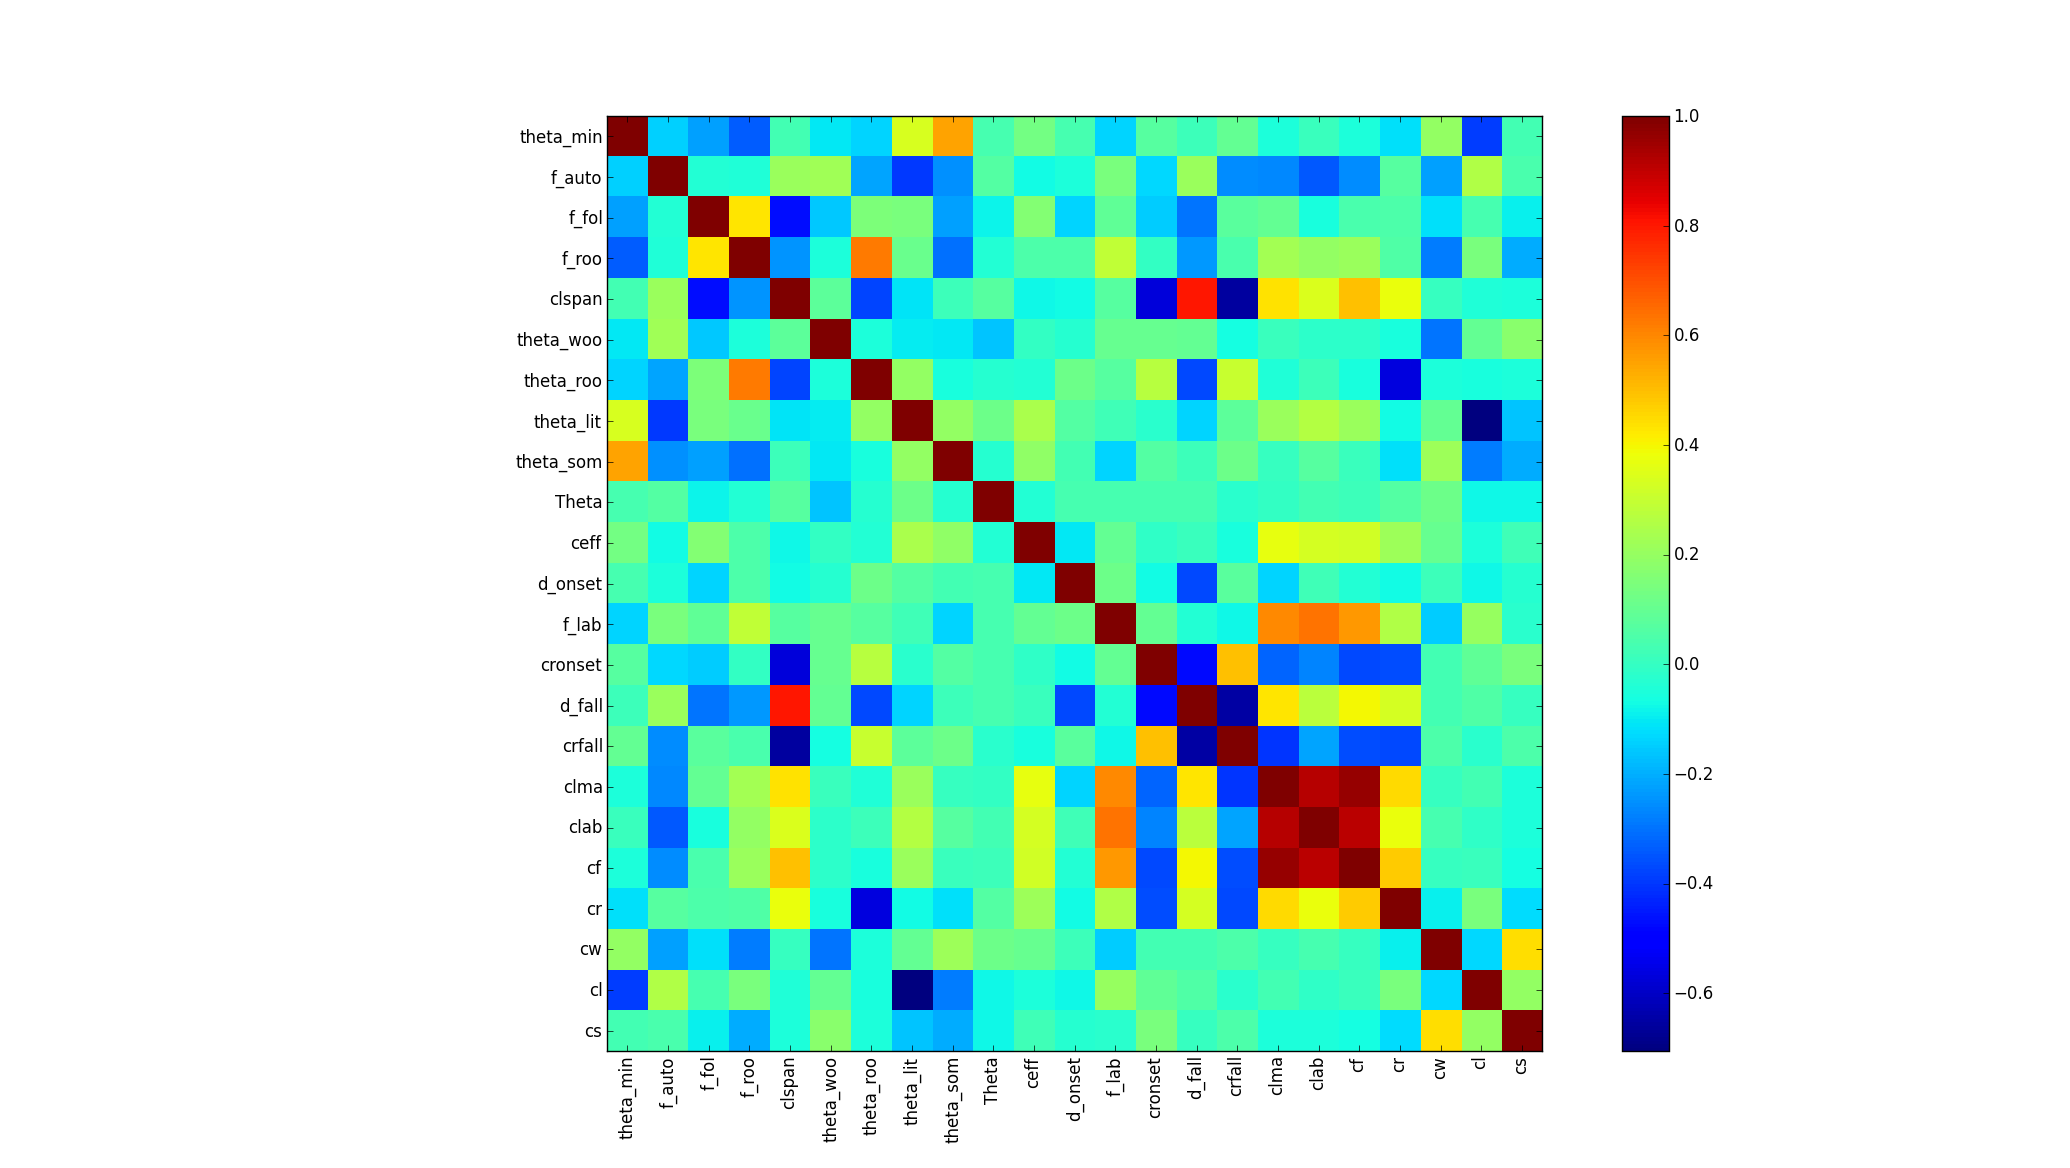 theta_min
f_auto
f_fol
f_roo
clspan
theta_woo
theta_roo
theta_lit
theta_som
Theta
ceff
d_onset
f_lab
cronset
d_fall
crfall
clma
clab
cf
cr
cw
cl
cs
theta_min
f_auto
f_fol
f_roo
clspan
theta_woo
theta_roo
theta_lit
theta_som
Theta
ceff
d_onset
f_lab
cronset
d_fall
crfall
clma
clab
cf
cr
cw
cl
cs
1.0
0.8
0.6
0.4
0.2
0.0
−0.2
−0.4
−0.6